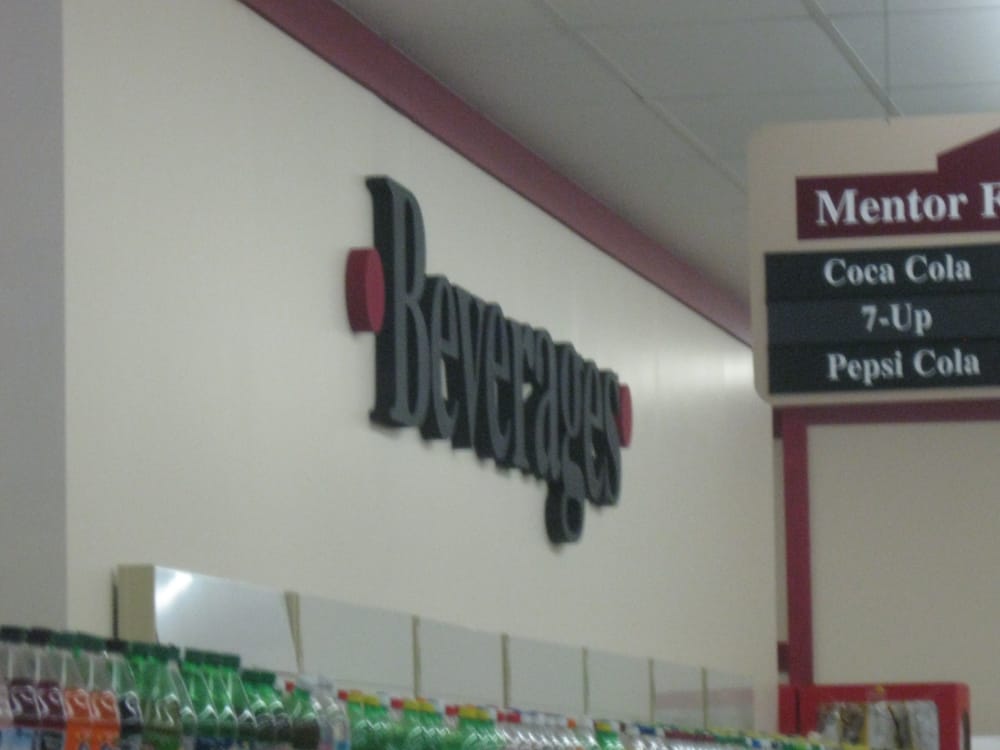 Beverages
Mentor
Coca Cola
7-Up
Pepsi Cola